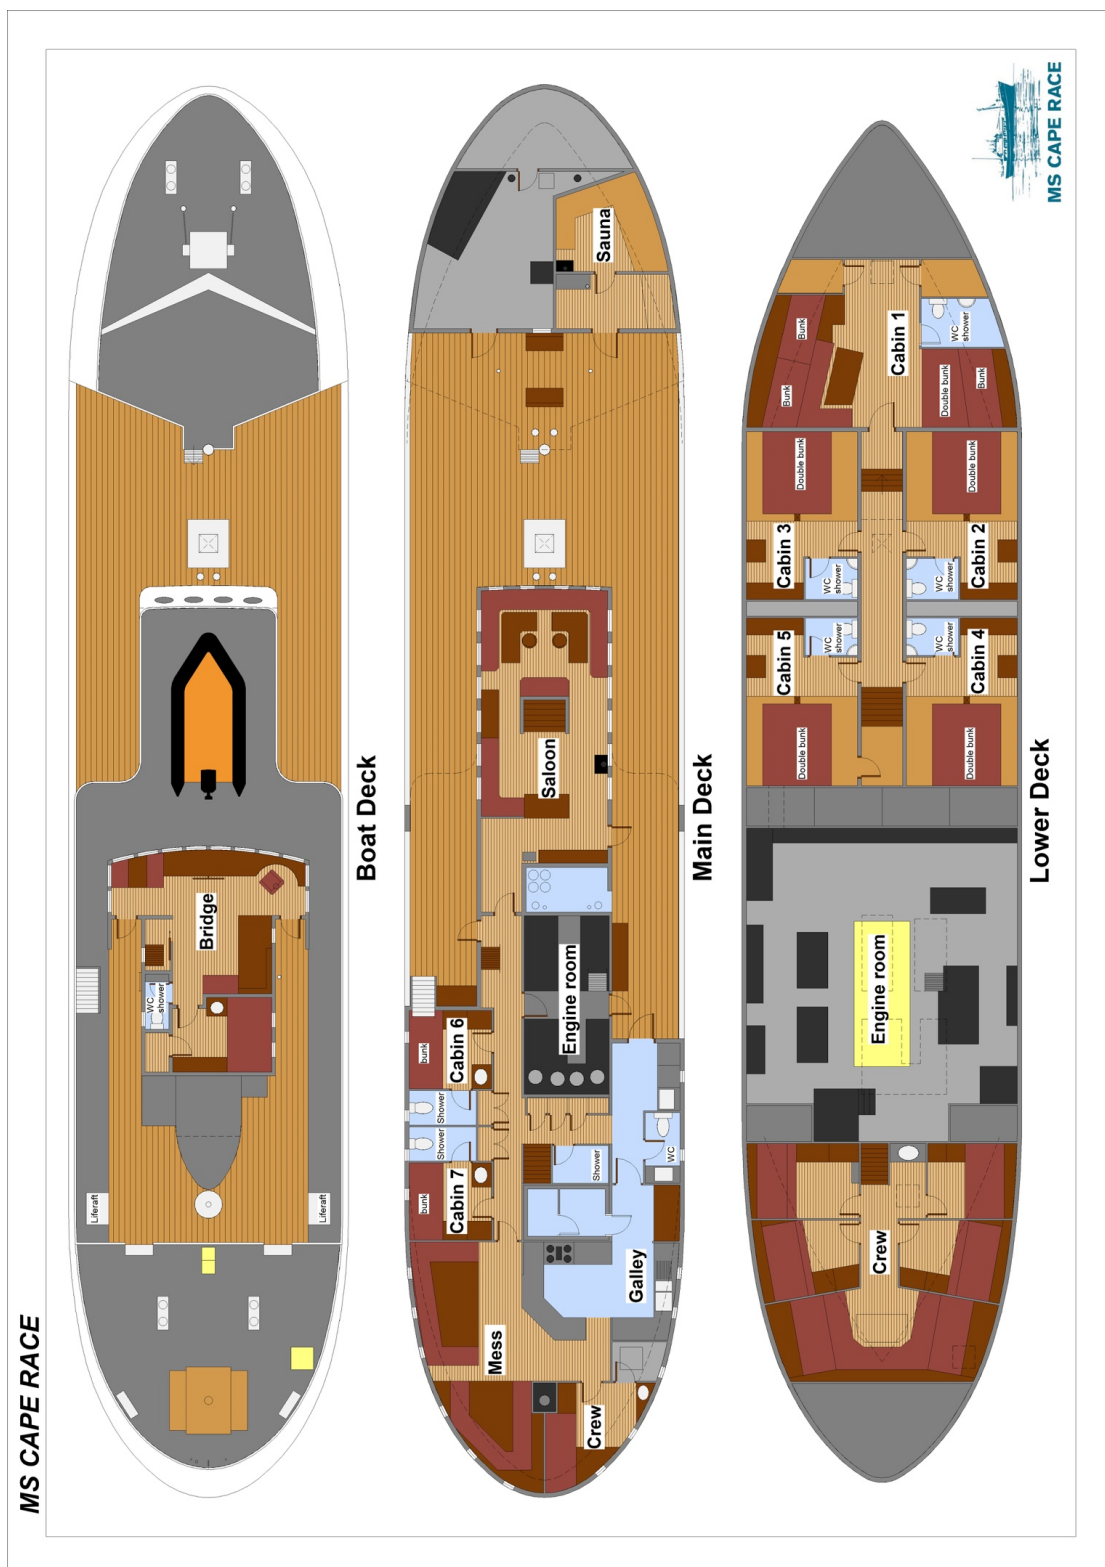 MS CAPE RACE
Liferaft
Liferaft
WC
shower
Bridge
Boat Deck
Mess
Crew
Galley
Cabin 7
bunk
Shower
Shower
Shower
WC
Cabin 6
bunk
Engine room
Saloon
Sauna
Main Deck
Crew
Engine room
Double bunk
Cabin 5
WC
shower
Double bunk
Cabin 4
WC
shower
Cabin 3
WC
shower
Double bunk
Cabin 2
WC
shower
Double bunk
Cabin 1
Bunk
Bunk
Double bunk
Bunk
WC
shower
Lower Deck
MS CAPE RACE